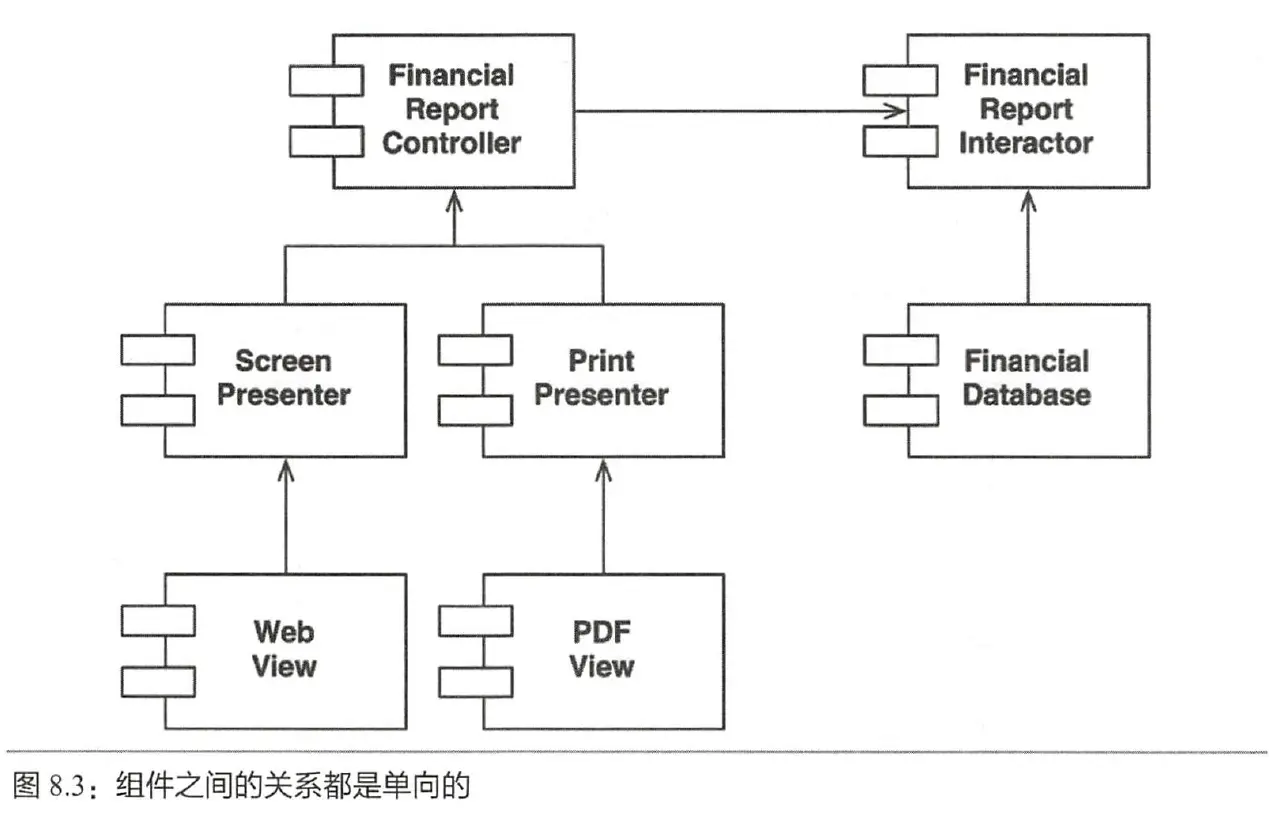 Financial
Report
Controller
Financial
Report
Interactor
Screen
Presenter
Print
Presenter
Financial
Database
Web
View
PDF
View
图 8.3：组件之间的关系都是单向的